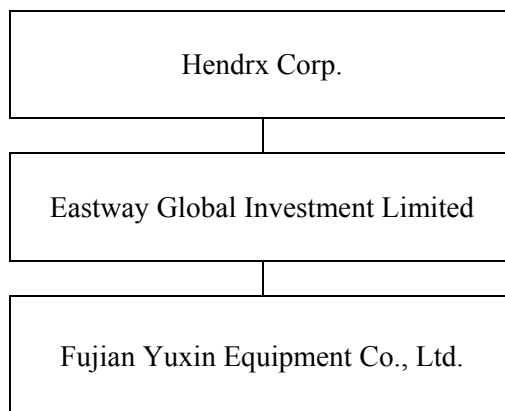 Hendrx Corp.
Eastway Global Investment Limited
Fujian Yuxin Equipment Co., Ltd.